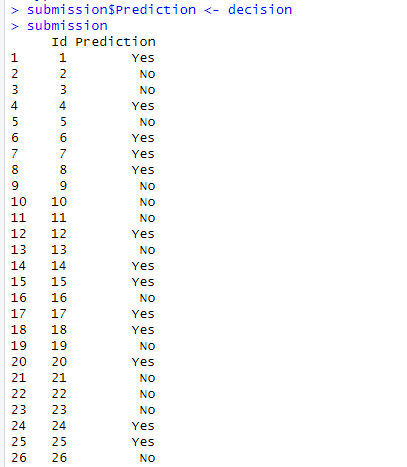 > submission$Prediction <- decision
> submission
Id Prediction
1 1 Yes
2 2 No
3 3 No
4 4 Yes
5 5 No
6 6 Yes
7 7 Yes
8 8 Yes
9 9 No
10 10 No
11 11 No
12 12 Yes
13 13 No
14 14 Yes
15 15 Yes
16 16 No
17 17 Yes
18 18 Yes
19 19 No
20 20 Yes
21 21 No
22 22 No
23 23 No
24 24 Yes
25 25 Yes
26 26 No